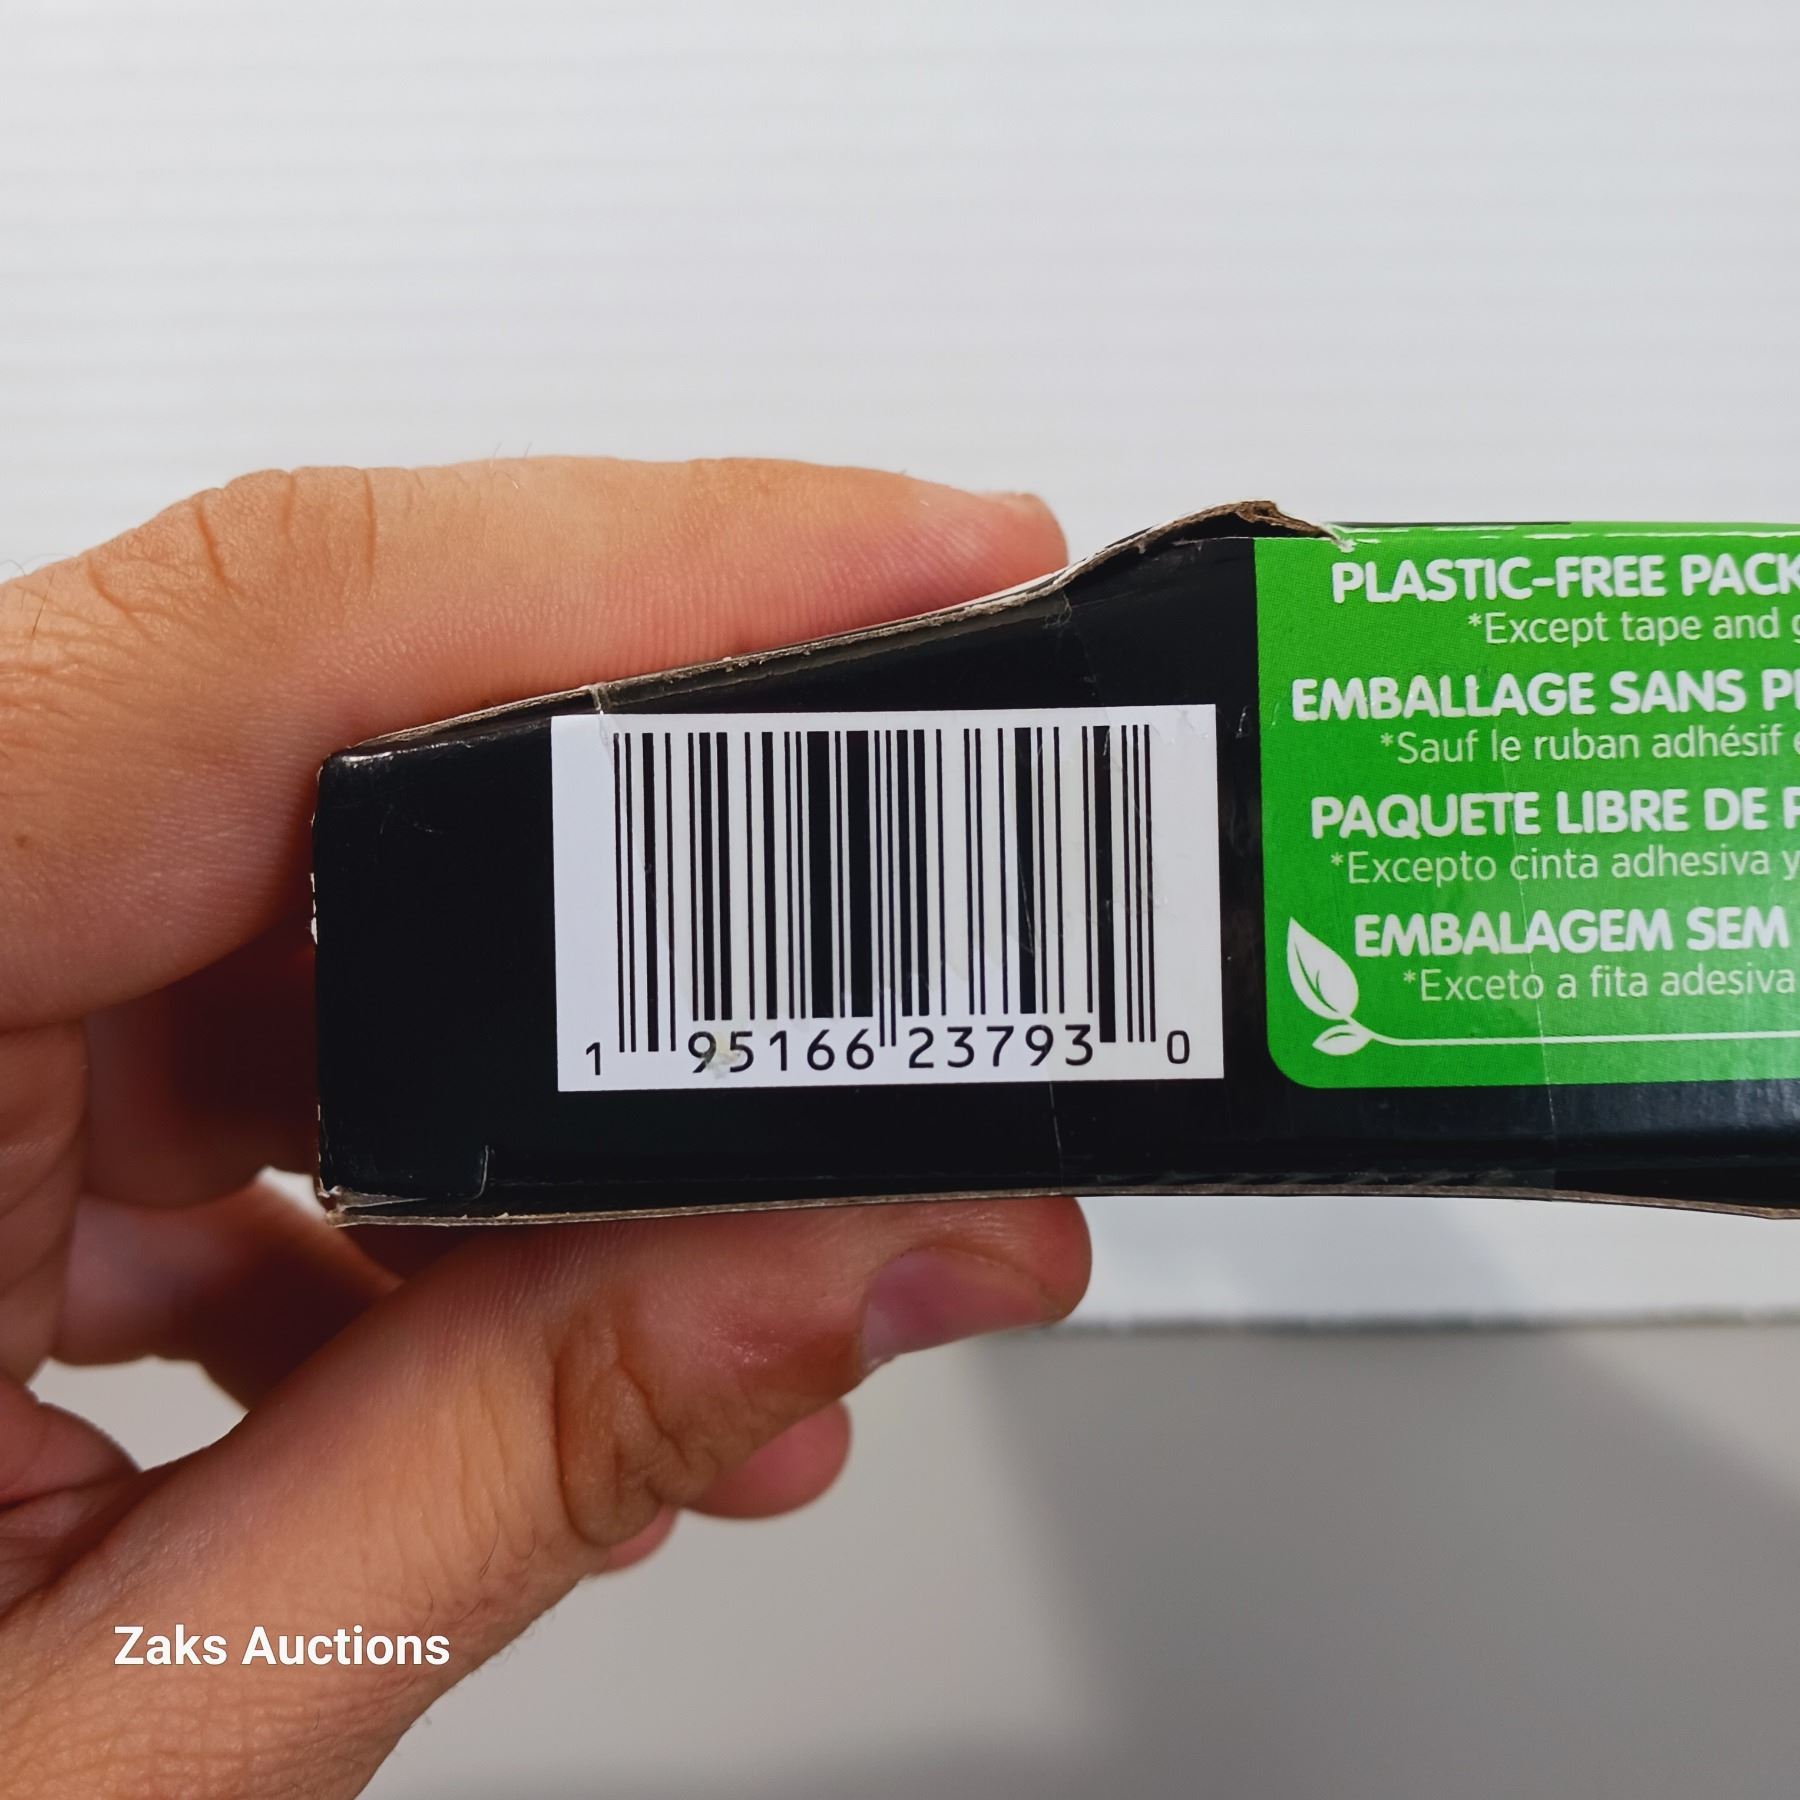 1 95166 23793 0
PLASTIC-FREE PACK
*Except tape and g
EMBALLAGE SANS PL
*Sauf le ruban adhésif e
PAQUETE LIBRE DE P
*Excepto cinta adhesiva y
EMBALAGEM SEM
*Exceto a fita adesiva
Zaks Auctions